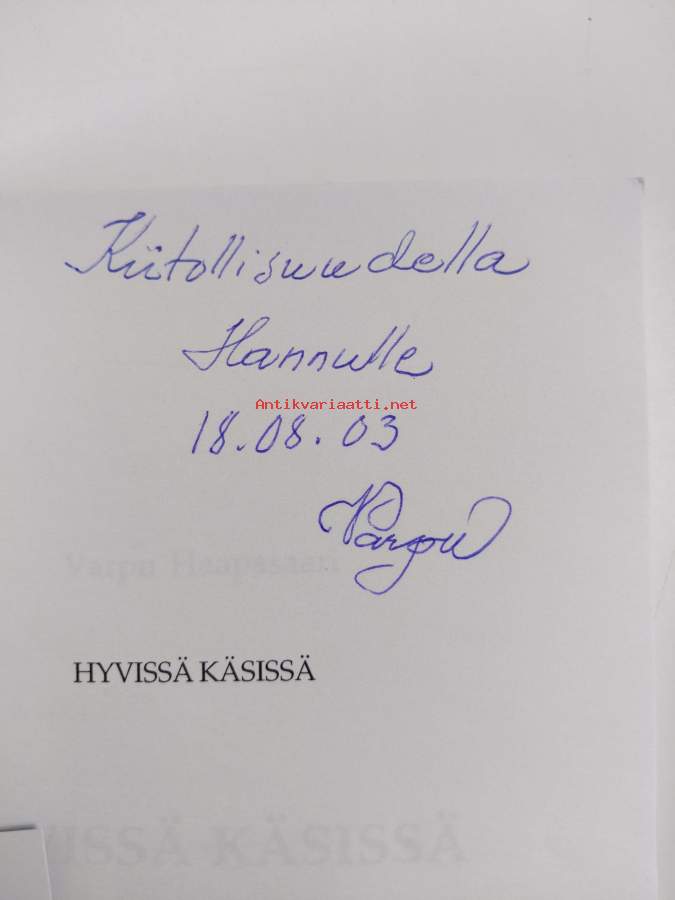 Kiitollisuudella
Hannulle
Antikvariaatti.net
18.08.03
Varpu
Varpu Haapasaari
HYVISSÄ KÄSISSÄ
ISSÄ KÄSISSÄ